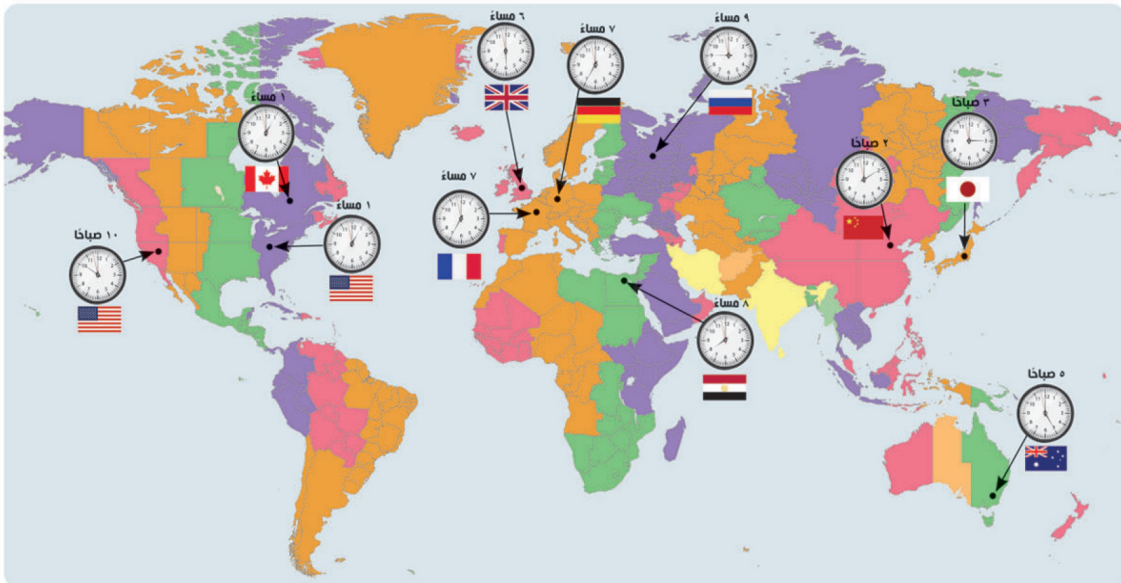 ٦ مساءً
٧ مساءً
٩ مساءً
١ مساءً
٣ صباحًا
٢ صباحًا
٧ مساءً
١ مساءً
١٠ صباحًا
٨ مساءً
٥ صباحًا